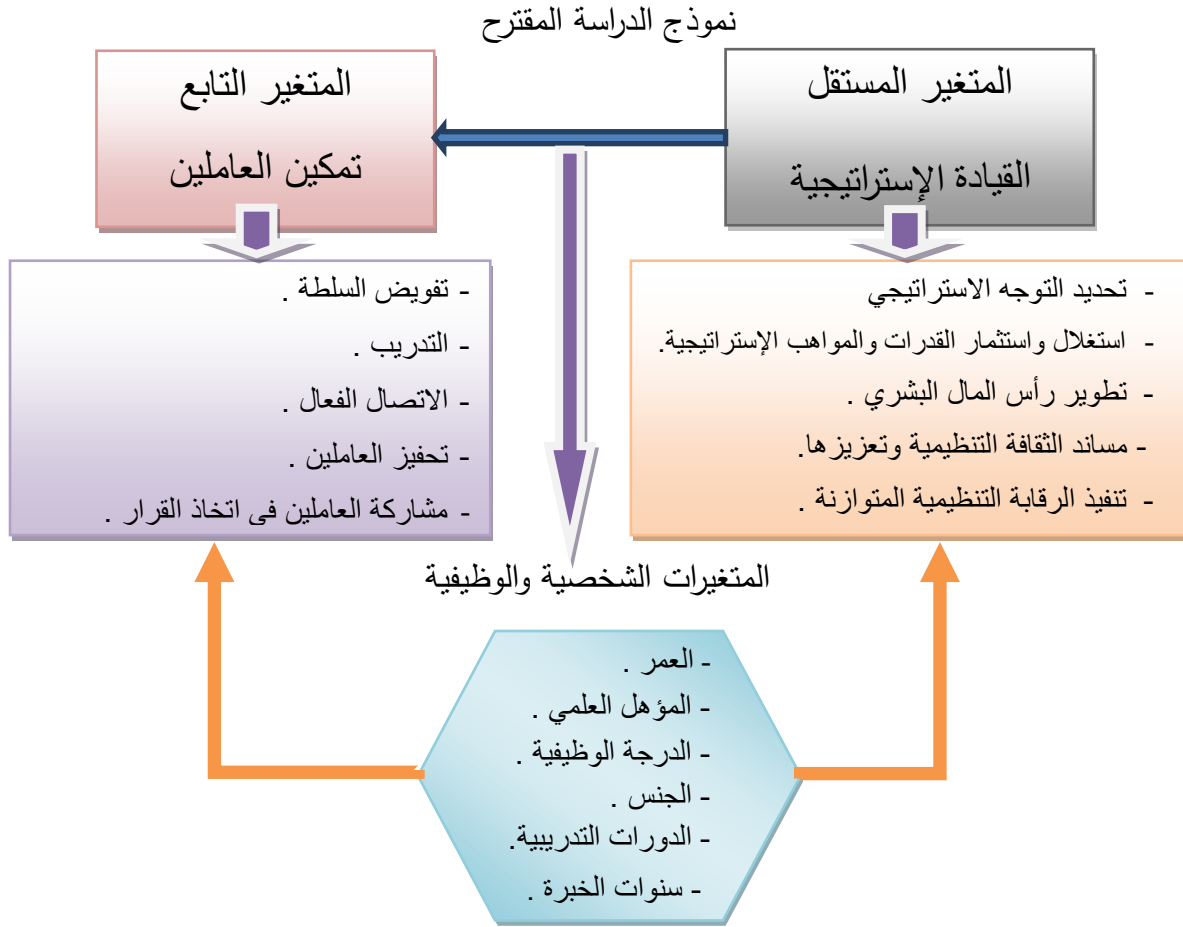 نموذج الدراسة المقترح
المتغير المستقل
القيادة الإستراتيجية
المتغير التابع
تمكين العاملين
- تحديد التوجه الاستراتيجي
- استغلال واستثمار القدرات والمواهب الإستراتيجية.
- تطوير رأس المال البشري .
- مساند الثقافة التنظيمية وتعزيزها.
- تنفيذ الرقابة التنظيمية المتوازنة .
- تفويض السلطة .
- التدريب .
- الاتصال الفعال .
- تحفيز العاملين .
- مشاركة العاملين في اتخاذ القرار .
المتغيرات الشخصية والوظيفية
- العمر .
- المؤهل العلمي .
- الدرجة الوظيفية .
- الجنس .
- الدورات التدريبية.
- سنوات الخبرة .